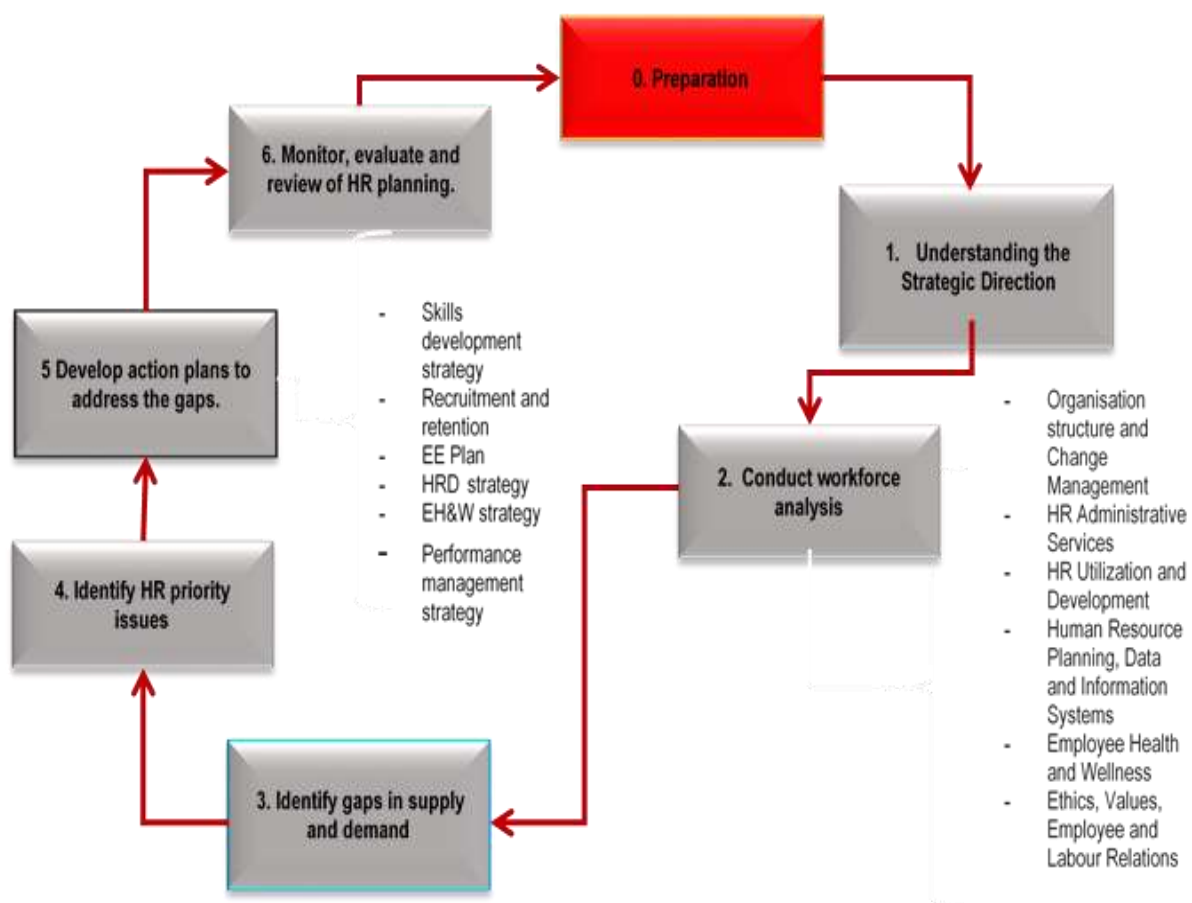 0. Preparation
1. Understanding the
Strategic Direction
2. Conduct workforce
analysis
- Organisation
structure and
Change
Management
- HR Administrative
Services
- HR Utilization and
Development
- Human Resource
Planning, Data
and Information
Systems
- Employee Health
and Wellness
- Ethics, Values,
Employee and
Labour Relations
3. Identify gaps in supply
and demand
4. Identify HR priority
issues
5 Develop action plans to
address the gaps.
- Skills
development
strategy
- Recruitment and
retention
- EE Plan
- HRD strategy
- EH&W strategy
- Performance
management
strategy
6. Monitor, evaluate and
review of HR planning.